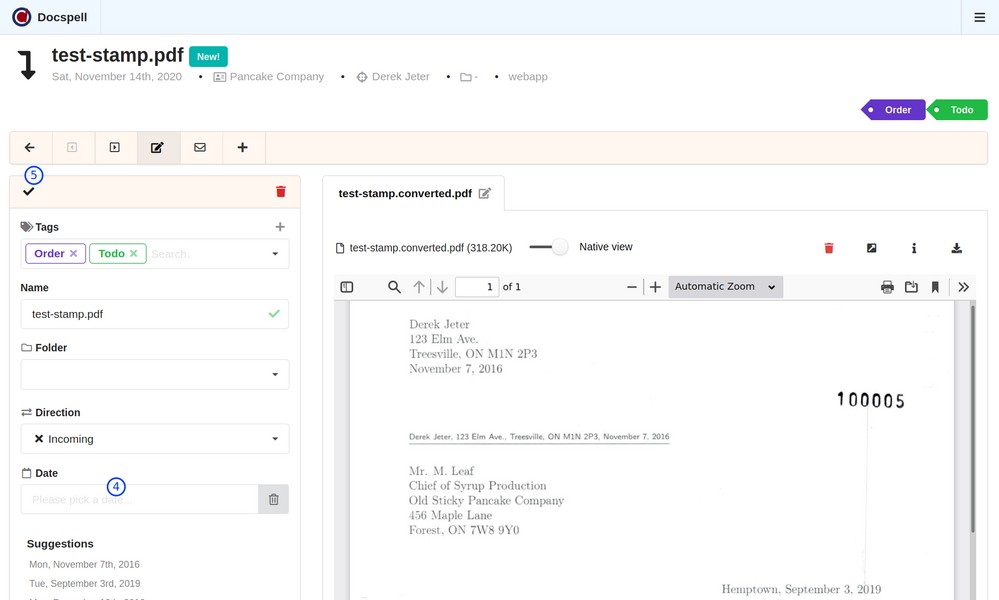 Docspell
test-stamp.pdf New!
Sat, November 14th, 2020 • Pancake Company • Derek Jeter • - • webapp
Order Todo
5
Tags
Order Todo Search.
Name
test-stamp.pdf
Folder
Direction
Incoming
Date
4
Please pick a date…
Suggestions
Mon, November 7th, 2016
Tue, September 3rd, 2019
test-stamp.converted.pdf
test-stamp.converted.pdf (318.20K) Native view
1 of 1 Automatic Zoom
Derek Jeter
123 Elm Ave.
Treesville, ON M1N 2P3
November 7, 2016
100005
Derek Jeter, 123 Elm Ave., Treesville, ON M1N 2P3, November 7, 2016
Mr. M. Leaf
Chief of Syrup Production
Old Sticky Pancake Company
456 Maple Lane
Forest, ON 7W8 9Y0
Hemptown, September 3, 2019